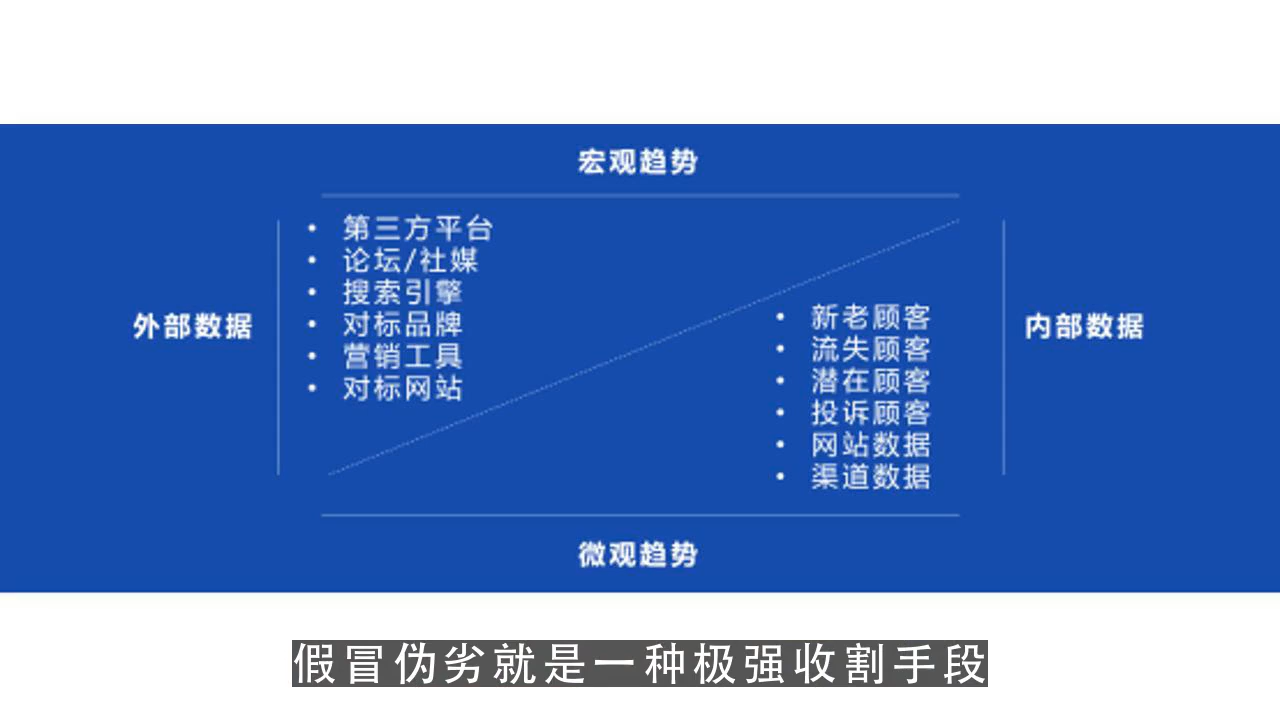 宏观趋势
外部数据
• 第三方平台
• 论坛/社媒
• 搜索引擎
• 对标品牌
• 营销工具
• 对标网站
• 新老顾客
• 流失顾客
• 潜在顾客
• 投诉顾客
• 网站数据
• 渠道数据
内部数据
微观趋势
假冒伪劣就是一种极强收割手段